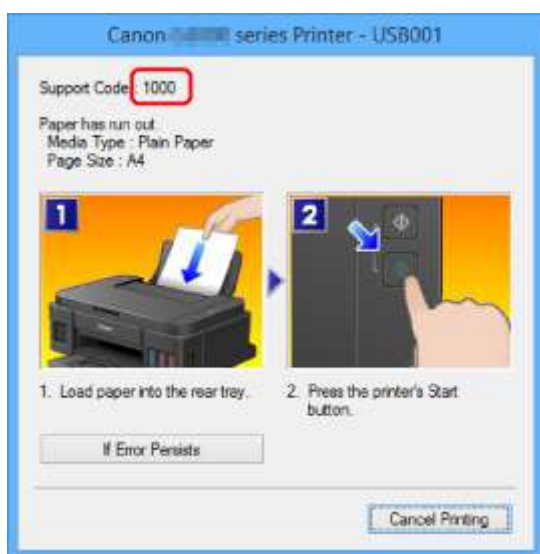 Canon series Printer - USB001
Support Code : 1000
Paper has run out.
Media Type : Plain Paper
Page Size : A4
1
2
1. Load paper into the rear tray.
2. Press the printer's Start
button.
If Error Persists
Cancel Printing